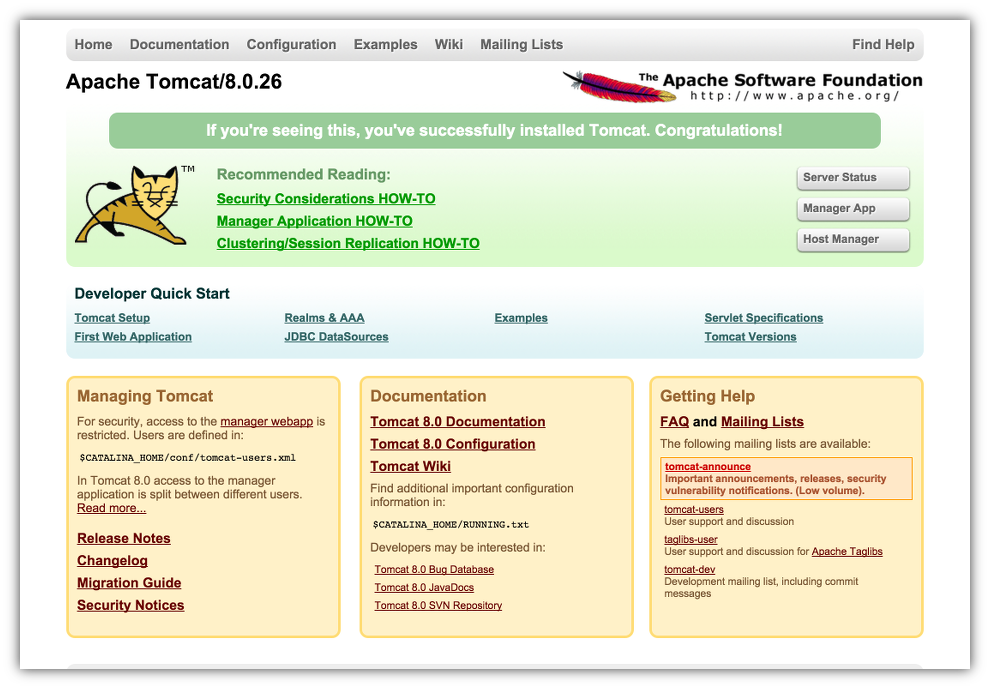 Home Documentation Configuration Examples Wiki Mailing Lists Find Help
Apache Tomcat/8.0.26
The Apache Software Foundation
http://www.apache.org/
If you're seeing this, you've successfully installed Tomcat. Congratulations!
TM
Recommended Reading:
Security Considerations HOW-TO
Manager Application HOW-TO
Clustering/Session Replication HOW-TO
Server Status
Manager App
Host Manager
Developer Quick Start
Tomcat Setup
First Web Application
Realms & AAA
JDBC DataSources
Examples
Servlet Specifications
Tomcat Versions
Managing Tomcat
For security, access to the manager webapp is
restricted. Users are defined in:
$CATALINA_HOME/conf/tomcat-users.xml
In Tomcat 8.0 access to the manager
application is split between different users.
Read more...
Release Notes
Changelog
Migration Guide
Security Notices
Documentation
Tomcat 8.0 Documentation
Tomcat 8.0 Configuration
Tomcat Wiki
Find additional important configuration
information in:
$CATALINA_HOME/RUNNING.txt
Developers may be interested in:
Tomcat 8.0 Bug Database
Tomcat 8.0 JavaDocs
Tomcat 8.0 SVN Repository
Getting Help
FAQ and Mailing Lists
The following mailing lists are available:
tomcat-announce
Important announcements, releases, security
vulnerability notifications. (Low volume).
tomcat-users
User support and discussion
taglibs-user
User support and discussion for Apache Taglibs
tomcat-dev
Development mailing list, including commit
messages